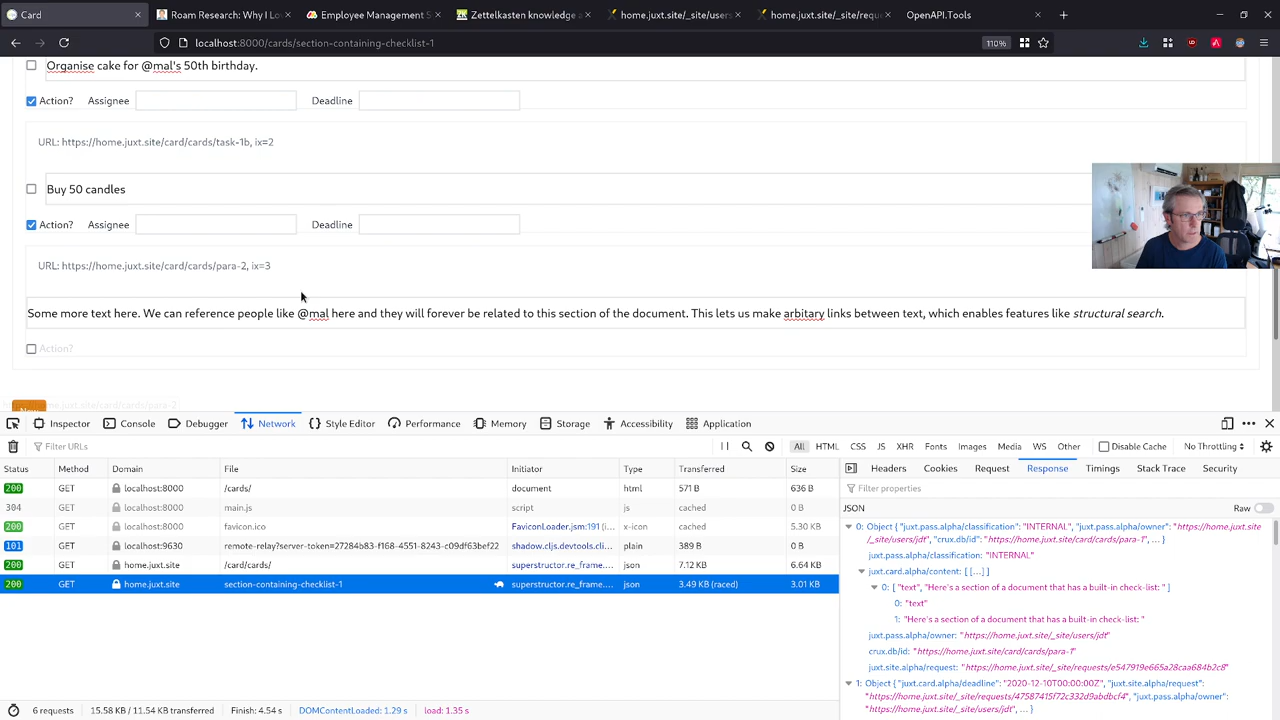 Card
Roam Research: Why I Lo
Employee Management S
Zettelkasten knowledge a
home.juxt.site/_site/users
home.juxt.site/_site/reque
OpenAPI.Tools
localhost:8000/cards/section-containing-checklist-1
110%
Organise cake for @mal's 50th birthday.
Action? Assignee Deadline
URL: https://home.juxt.site/card/cards/task-1b, ix=2
Buy 50 candles
Action? Assignee Deadline
URL: https://home.juxt.site/card/cards/para-2, ix=3
Some more text here. We can reference people like @mal here and they will forever be related to this section of the document. This lets us make arbitary links between text, which enables features like structural search.
Action?
https://home.juxt.site/card/cards/para-2
Inspector Console Debugger Network Style Editor Performance Memory Storage Accessibility Application
Filter URLs
All HTML CSS JS XHR Fonts Images Media WS Other Disable Cache No Throttling
Status Method Domain File Initiator Type Transferred Size
200 GET localhost:8000 /cards/ document html 571 B 636 B
304 GET localhost:8000 main.js script js cached 0 B
200 GET localhost:8000 favicon.ico FaviconLoader.jsm:191 (i... x-icon cached 5.30 KB
101 GET localhost:9630 remote-relay?server-token=27284b83-f168-4551-8243-c09df63bef22 shadow.cljs.devtools.cli... plain 389 B 0 B
200 GET home.juxt.site /card/cards/ superstructor.re_frame.... json 7.12 KB 6.64 KB
200 GET home.juxt.site section-containing-checklist-1 superstructor.re_frame.... json 3.49 KB (raced) 3.01 KB
6 requests 15.58 KB / 11.54 KB transferred Finish: 4.54 s DOMContentLoaded: 1.29 s load: 1.35 s
Headers Cookies Request Response Timings Stack Trace Security
Filter properties
JSON Raw
0: Object { "juxt.pass.alpha/classification": "INTERNAL", "juxt.pass.alpha/owner": "https://home.juxt.site
/_site/users/jdt", "crux.db/id": "https://home.juxt.site/card/cards/para-1", … }
juxt.pass.alpha/classification: "INTERNAL"
juxt.card.alpha/content: [ […] ]
0: [ "text", "Here's a section of a document that has a built-in check-list: " ]
0: "text"
1: "Here's a section of a document that has a built-in check-list: "
juxt.pass.alpha/owner: "https://home.juxt.site/_site/users/jdt"
crux.db/id: "https://home.juxt.site/card/cards/para-1"
juxt.site.alpha/request: "https://home.juxt.site/_site/requests/e547919e665a28caa684b2c8"
1: Object { "juxt.card.alpha/deadline": "2020-12-10T00:00:00Z", "juxt.site.alpha/request":
"https://home.juxt.site/_site/requests/47587415f72c332d9abdbcf4", "juxt.pass.alpha/owner":
"https://home.juxt.site/_site/users/jdt", … }